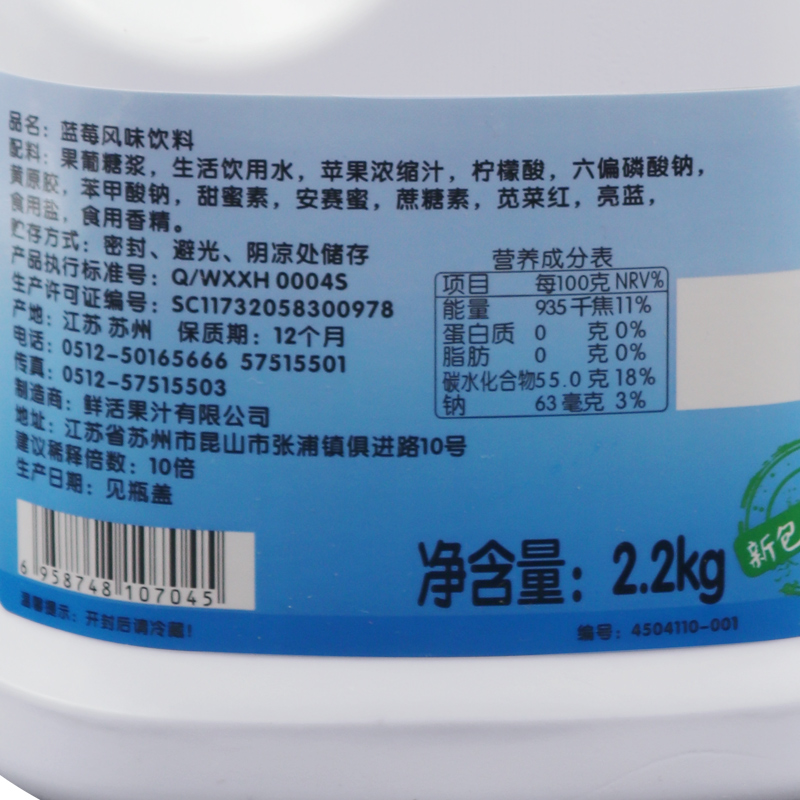 品名：蓝莓风味饮料
配料：果葡糖浆，生活饮用水，苹果浓缩汁，柠檬酸，六偏磷酸钠，
黄原胶，苯甲酸钠，甜蜜素，安赛蜜，蔗糖素，苋菜红，亮蓝，
食用盐，食用香精。
贮存方式：密封、避光、阴凉处储存
产品执行标准号：Q/WXXH 0004S
生产许可证编号：SC11732058300978
产地：江苏 苏州 保质期：12个月
电话：0512-50165666 57515501
传真：0512-57515503
制造商：鲜活果汁有限公司
地址：江苏省苏州市昆山市张浦镇俱进路10号
建议稀释倍数：10倍
生产日期：见瓶盖
营养成分表
项目 每100克 NRV%
能量 935 千焦 11%
蛋白质 0 克 0%
脂肪 0 克 0%
碳水化合物 55.0 克 18%
钠 63 毫克 3%
6 958748 107045
温馨提示：开封后请冷藏！
净含量：2.2kg
编号：4504110-001
新包